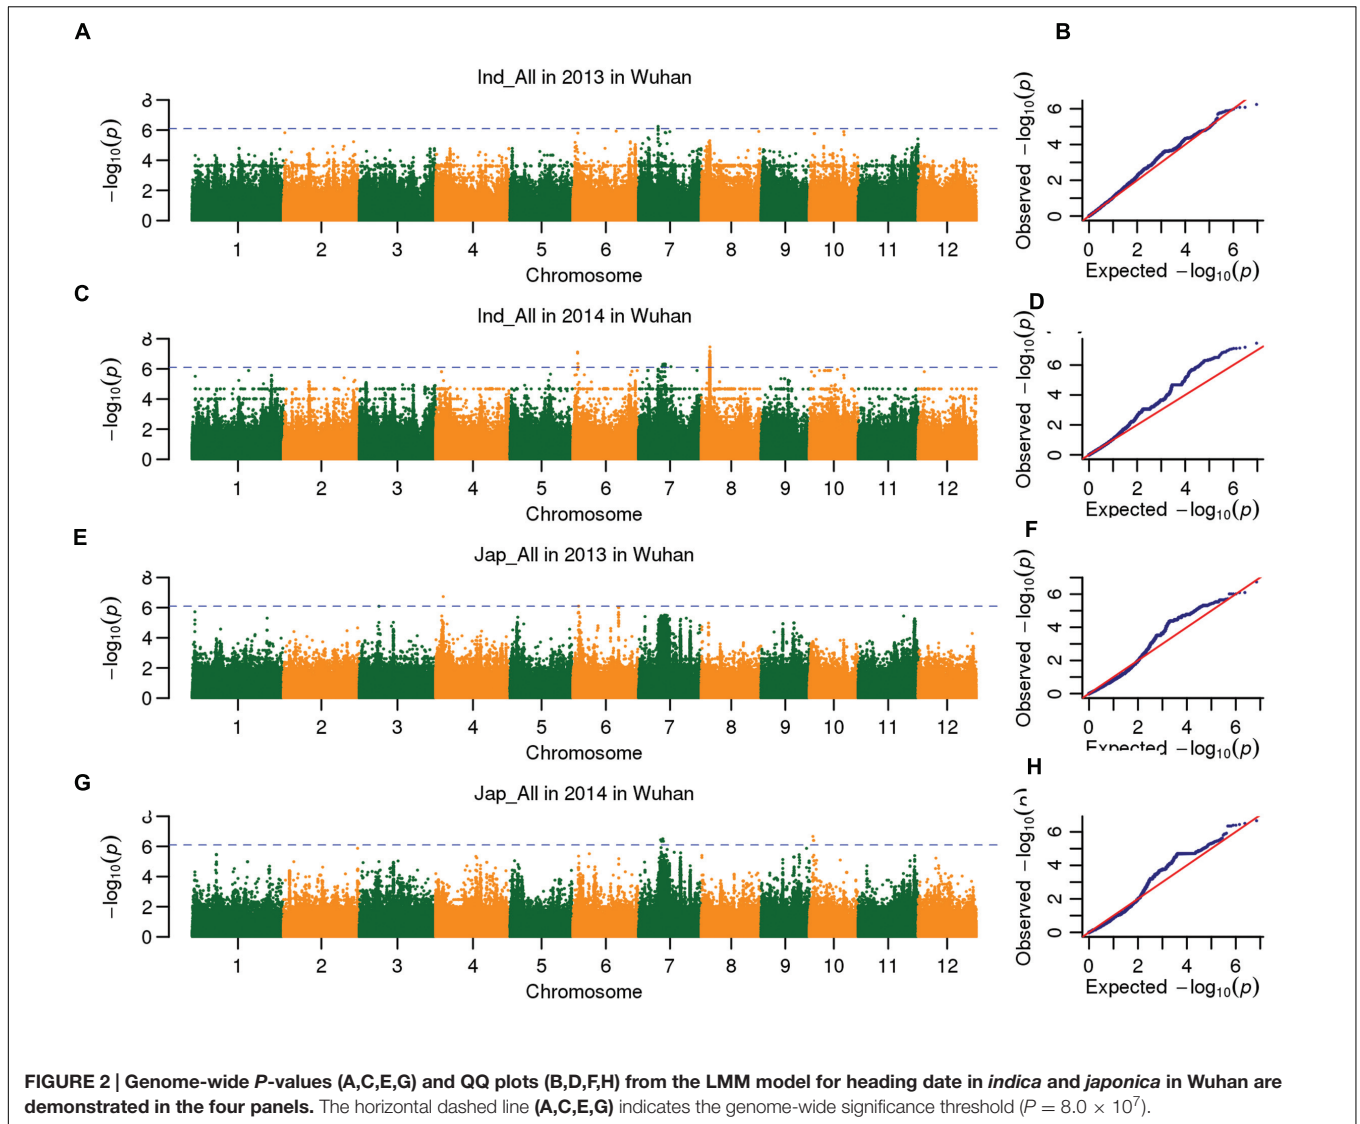 A
B
Ind_All in 2013 in Wuhan
8
6
4
2
0
−log10(p)
1 2 3 4 5 6 7 8 9 10 11 12
Chromosome
6
4
2
0
Observed −log10(p)
0 2 4 6
Expected −log10(p)
C
D
Ind_All in 2014 in Wuhan
8
6
4
2
0
−log10(p)
1 2 3 4 5 6 7 8 9 10 11 12
Chromosome
6
4
2
0
Observed −log10(p)
0 2 4 6
Expected −log10(p)
E
F
Jap_All in 2013 in Wuhan
8
6
4
2
0
−log10(p)
1 2 3 4 5 6 7 8 9 10 11 12
Chromosome
6
4
2
0
Observed −log10(p)
0 2 4 6
Expected −log10(p)
G
H
Jap_All in 2014 in Wuhan
8
6
4
2
0
−log10(p)
1 2 3 4 5 6 7 8 9 10 11 12
Chromosome
6
4
2
0
Observed −log10(p)
0 2 4 6
Expected −log10(p)
FIGURE 2 | Genome-wide P-values (A,C,E,G) and QQ plots (B,D,F,H) from the LMM model for heading date in indica and japonica in Wuhan are
demonstrated in the four panels. The horizontal dashed line (A,C,E,G) indicates the genome-wide significance threshold (P = 8.0 × 10⁷).